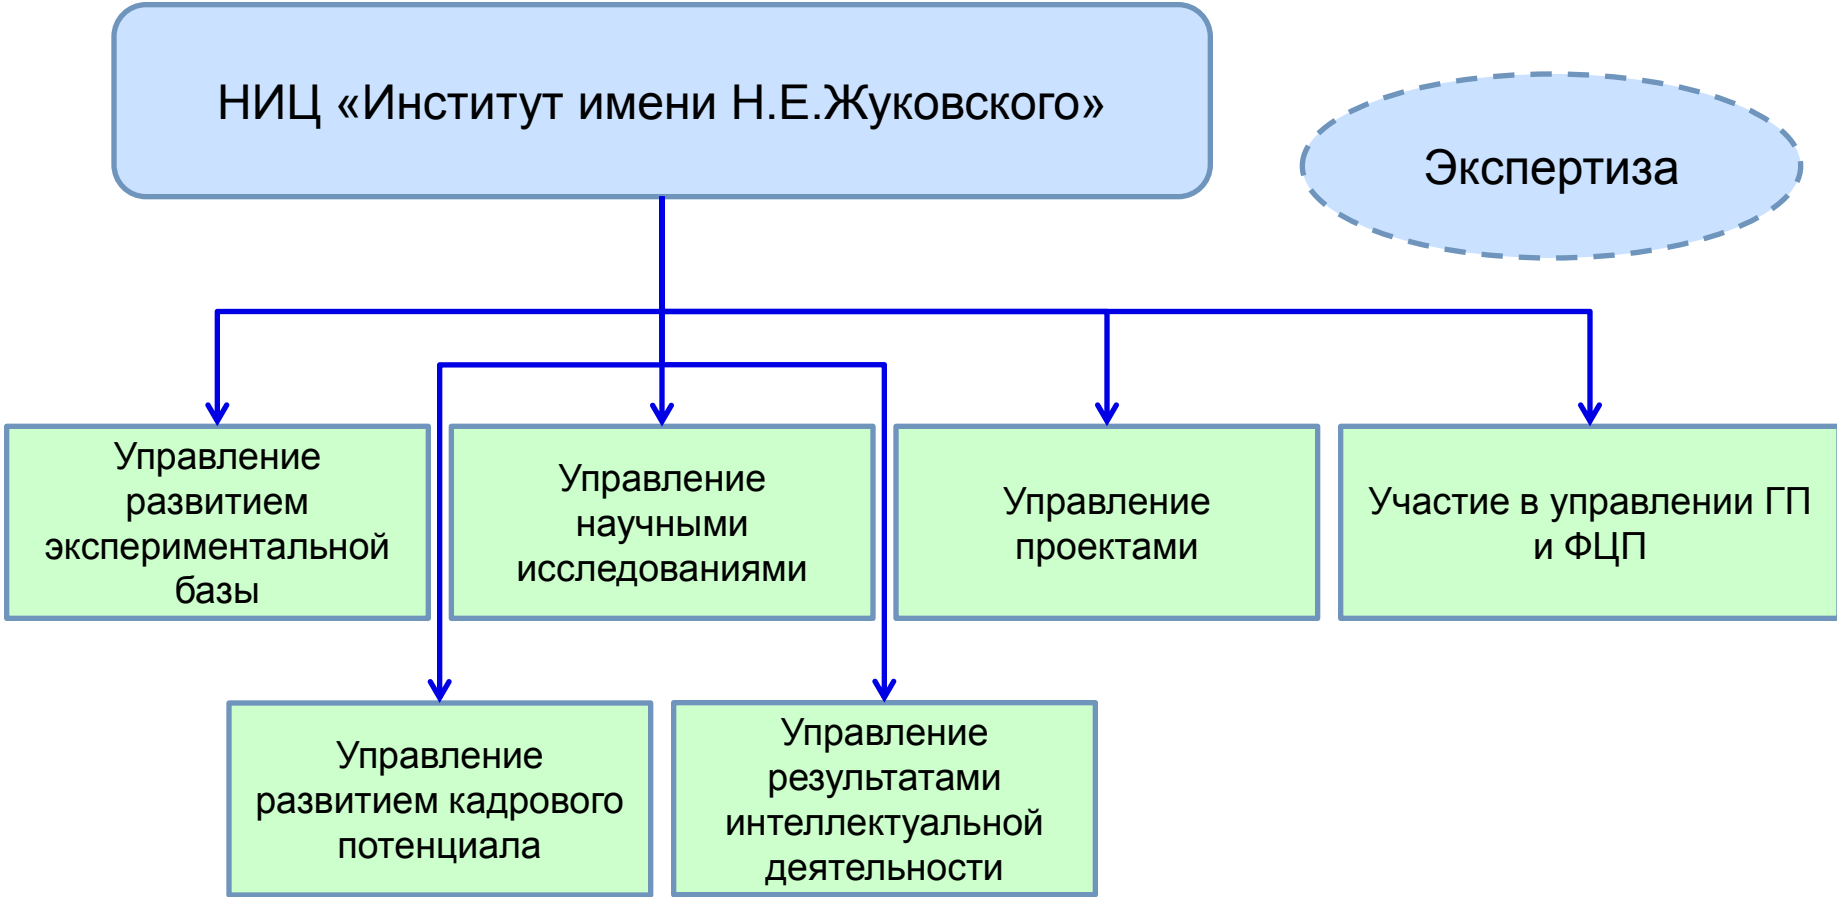 НИЦ «Институт имени Н.Е.Жуковского»
Экспертиза
Управление
развитием
экспериментальной
базы
Управление
научными
исследованиями
Управление
проектами
Участие в управлении ГП
и ФЦП
Управление
развитием кадрового
потенциала
Управление
результатами
интеллектуальной
деятельности